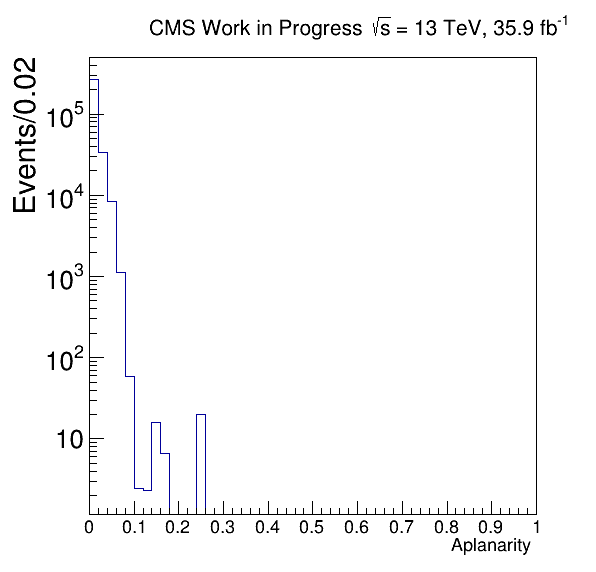 CMS Work in Progress √s = 13 TeV, 35.9 fb⁻¹
Events/0.02
10⁵
10⁴
10³
10²
10
0 0.1 0.2 0.3 0.4 0.5 0.6 0.7 0.8 0.9 1
Aplanarity